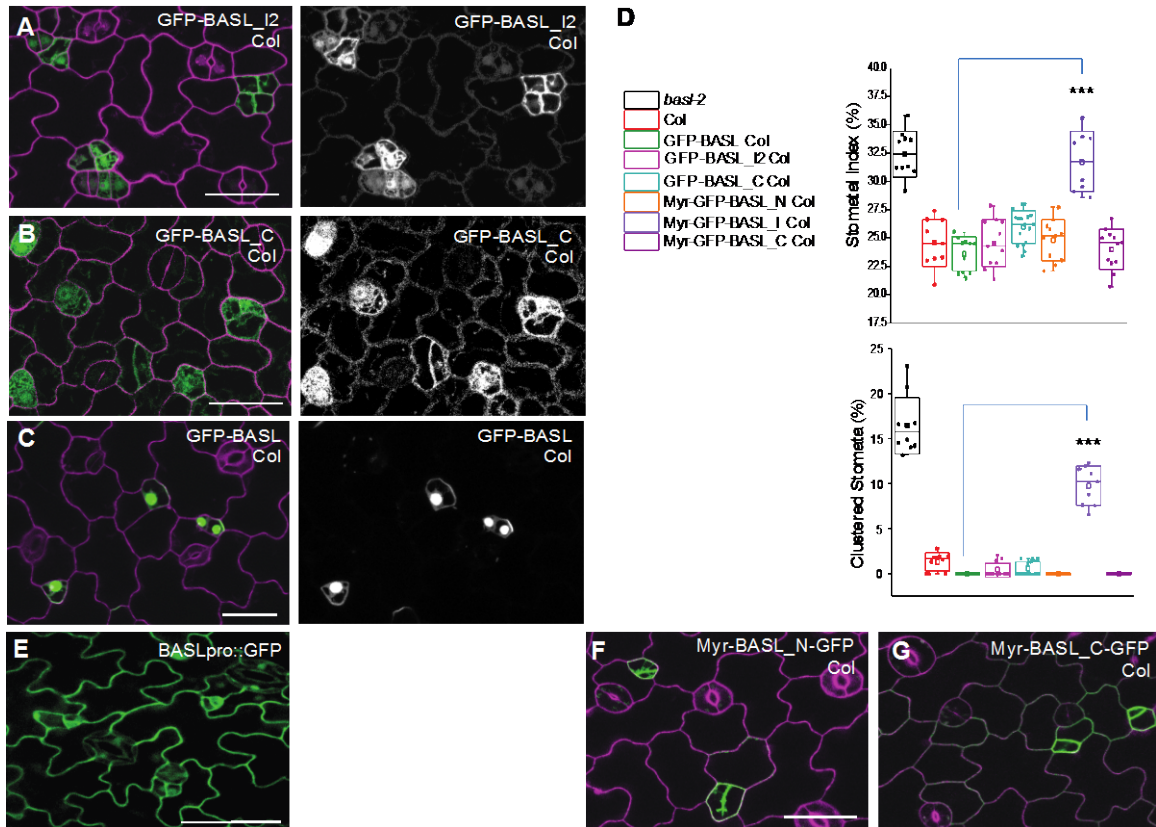 A
GFP-BASL_I2
Col
GFP-BASL_I2
Col
B
GFP-BASL_C
Col
GFP-BASL_C
Col
C
GFP-BASL
Col
GFP-BASL
Col
D
basl-2
Col
GFP-BASL Col
GFP-BASL_I2 Col
GFP-BASL_C Col
Myr-GFP-BASL_N Col
Myr-GFP-BASL_I Col
Myr-GFP-BASL_C Col
Stomatal Index (%)
40.0
37.5
35.0
32.5
30.0
27.5
25.0
22.5
20.0
17.5
***
Clustered Stomata (%)
25
20
15
10
5
0
***
E
BASLpro::GFP
F
Myr-BASL_N-GFP
Col
G
Myr-BASL_C-GFP
Col